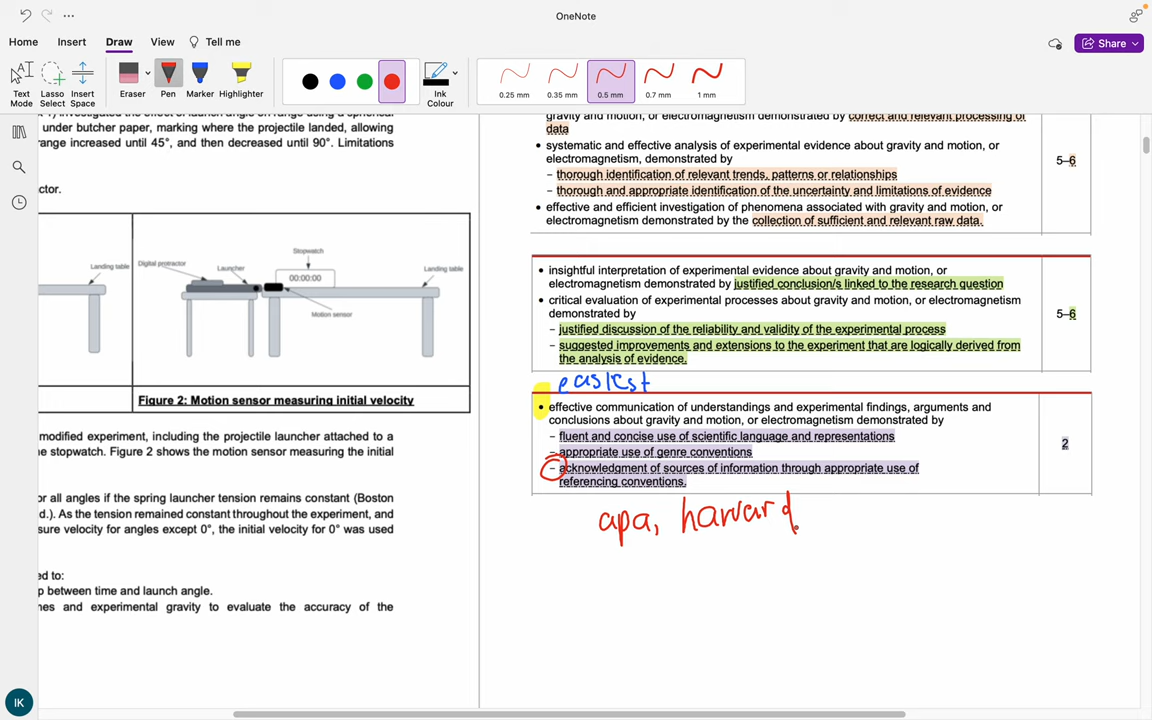 OneNote
Home Insert Draw View Tell me
Share
Text Mode
Lasso Select
Insert Space
Eraser
Pen
Marker
Highlighter
Ink Colour
0.25 mm
0.35 mm
0.5 mm
0.7 mm
1 mm
investigated the effect of launch angle on range using a spherical
under butcher paper, marking where the projectile landed, allowing
range increased until 45°, and then decreased until 90°. Limitations
ctor.
Landing table
Digital protractor
Launcher
Stopwatch
00:00:00
Landing table
Motion sensor
Figure 2: Motion sensor measuring initial velocity
modified experiment, including the projectile launcher attached to a
e stopwatch. Figure 2 shows the motion sensor measuring the initial
or all angles if the spring launcher tension remains constant (Boston
d.). As the tension remained constant throughout the experiment, and
sure velocity for angles except 0°, the initial velocity for 0° was used
ed to:
p between time and launch angle.
nes and experimental gravity to evaluate the accuracy of the
gravity and motion, or electromagnetism demonstrated by correct and relevant processing of
data
• systematic and effective analysis of experimental evidence about gravity and motion, or
electromagnetism, demonstrated by
– thorough identification of relevant trends, patterns or relationships
– thorough and appropriate identification of the uncertainty and limitations of evidence
• effective and efficient investigation of phenomena associated with gravity and motion, or
electromagnetism demonstrated by the collection of sufficient and relevant raw data.
5–6
• insightful interpretation of experimental evidence about gravity and motion, or
electromagnetism demonstrated by justified conclusion/s linked to the research question
• critical evaluation of experimental processes about gravity and motion, or electromagnetism
demonstrated by
– justified discussion of the reliability and validity of the experimental process
– suggested improvements and extensions to the experiment that are logically derived from
the analysis of evidence.
5–6
easiest
• effective communication of understandings and experimental findings, arguments and
conclusions about gravity and motion, or electromagnetism demonstrated by
– fluent and concise use of scientific language and representations
– appropriate use of genre conventions
– acknowledgment of sources of information through appropriate use of
referencing conventions.
2
apa, harvard
IK